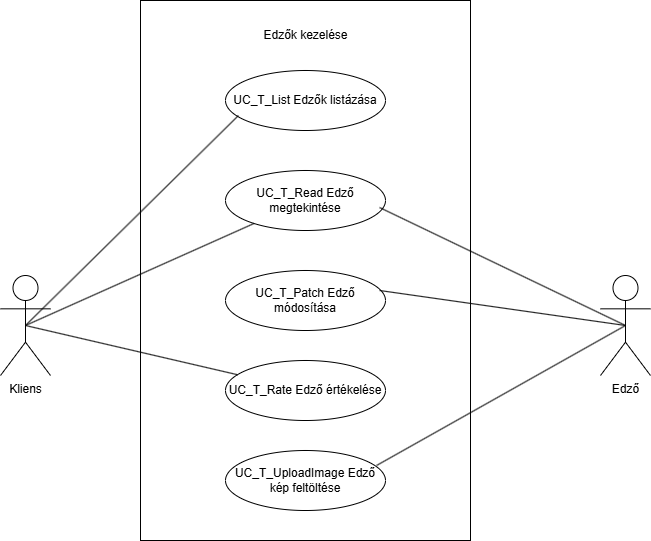 Edzők kezelése
UC_T_List Edzők listázása
UC_T_Read Edző
megtekintése
UC_T_Patch Edző
módosítása
UC_T_Rate Edző értékelése
UC_T_UploadImage Edző
kép feltöltése
Kliens
Edző